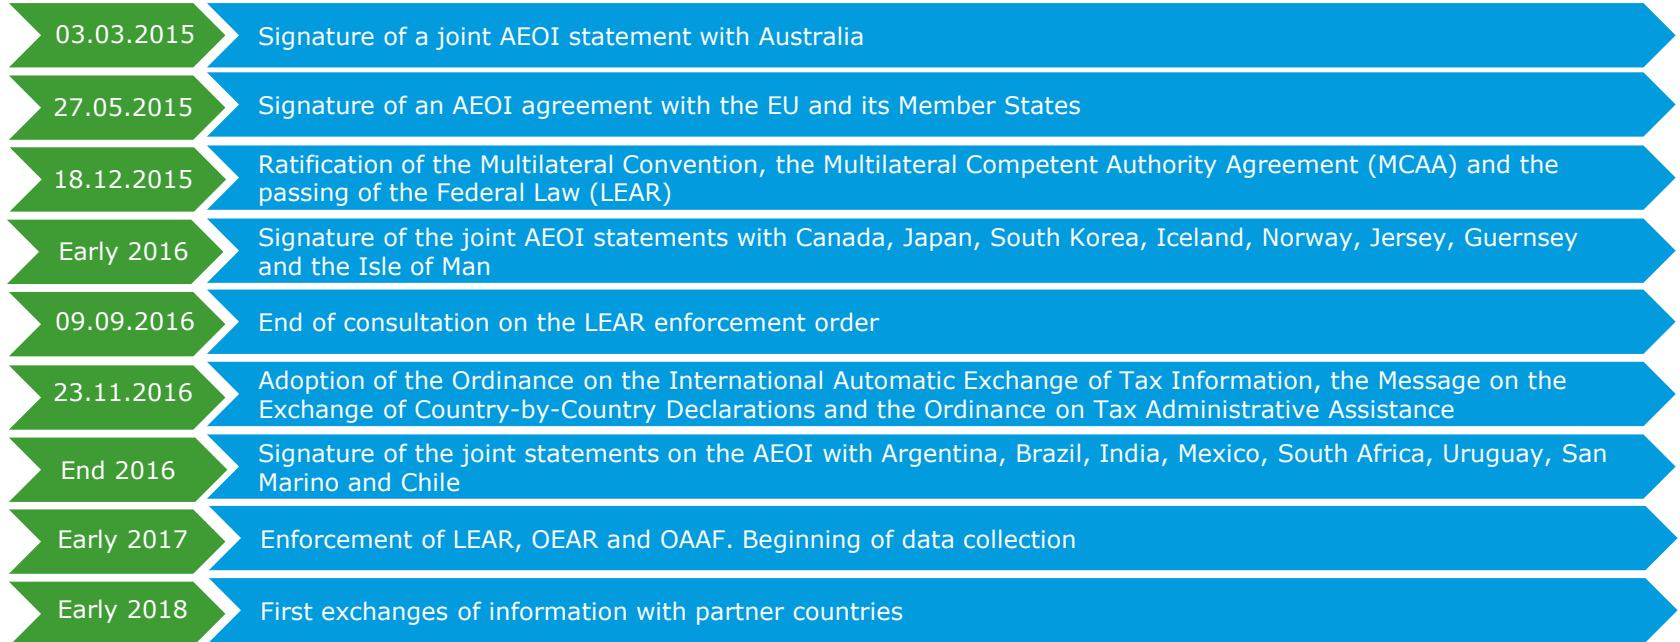 03.03.2015
Signature of a joint AEOI statement with Australia
27.05.2015
Signature of an AEOI agreement with the EU and its Member States
18.12.2015
Ratification of the Multilateral Convention, the Multilateral Competent Authority Agreement (MCAA) and the
passing of the Federal Law (LEAR)
Early 2016
Signature of the joint AEOI statements with Canada, Japan, South Korea, Iceland, Norway, Jersey, Guernsey
and the Isle of Man
09.09.2016
End of consultation on the LEAR enforcement order
23.11.2016
Adoption of the Ordinance on the International Automatic Exchange of Tax Information, the Message on the
Exchange of Country-by-Country Declarations and the Ordinance on Tax Administrative Assistance
End 2016
Signature of the joint statements on the AEOI with Argentina, Brazil, India, Mexico, South Africa, Uruguay, San
Marino and Chile
Early 2017
Enforcement of LEAR, OEAR and OAAF. Beginning of data collection
Early 2018
First exchanges of information with partner countries